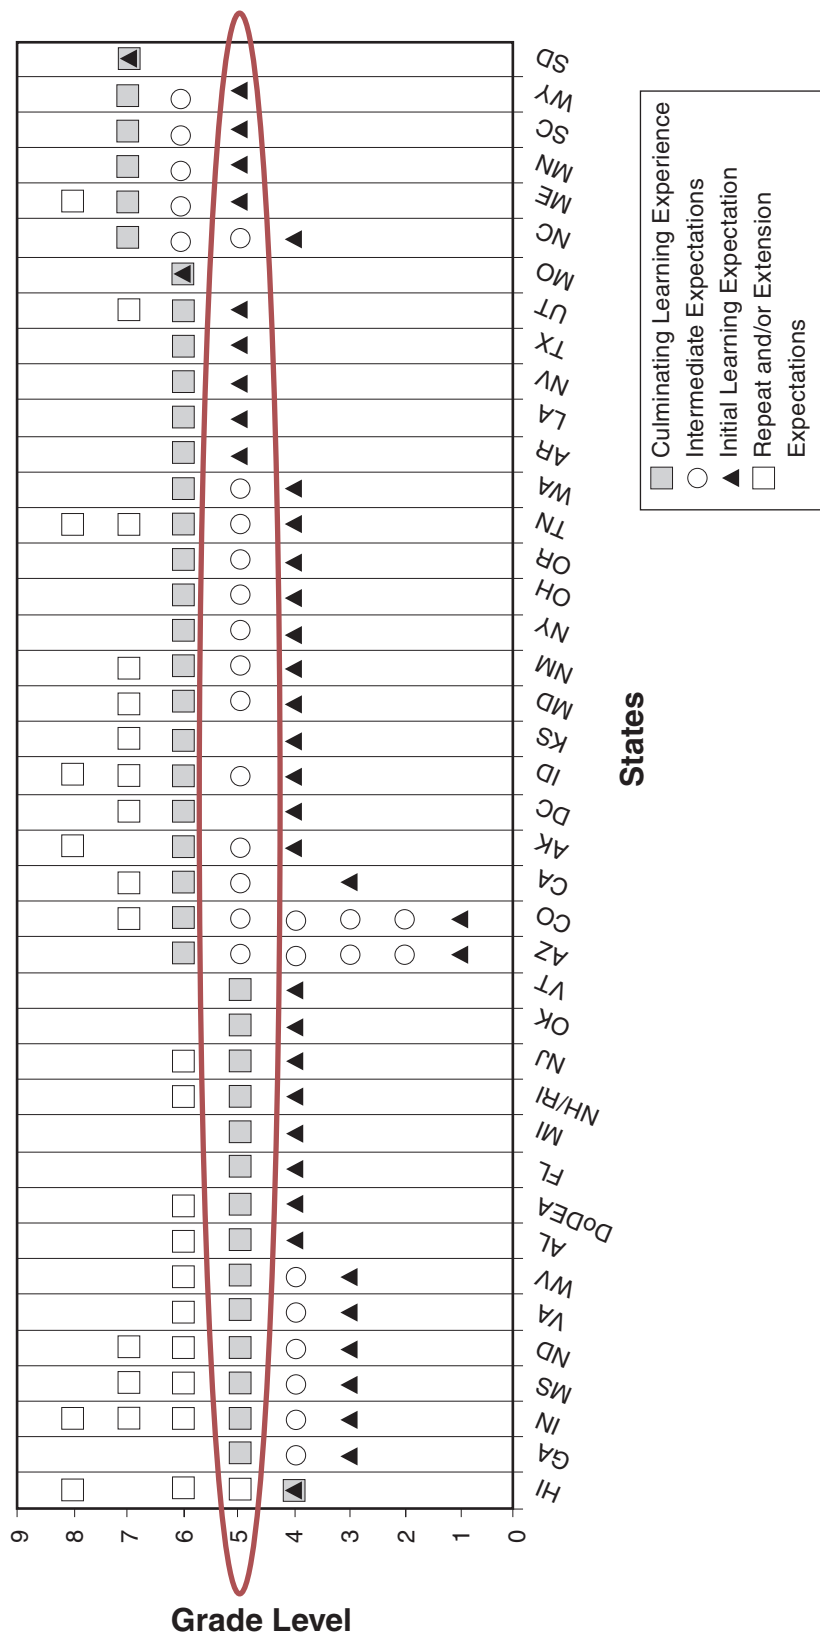 Grade Level
9
8
7
6
5
4
3
2
1
0
HI
GA
IN
MS
ND
VA
WV
AL
DoDEA
FL
MI
NH/RI
NJ
OK
VT
AZ
CO
CA
AK
DC
ID
KS
MD
NM
NY
OH
OR
TN
WA
AR
LA
NV
TX
UT
MO
NC
ME
MN
SC
WY
SD
States
Culminating Learning Experience
Intermediate Expectations
Initial Learning Expectation
Repeat and/or Extension
Expectations